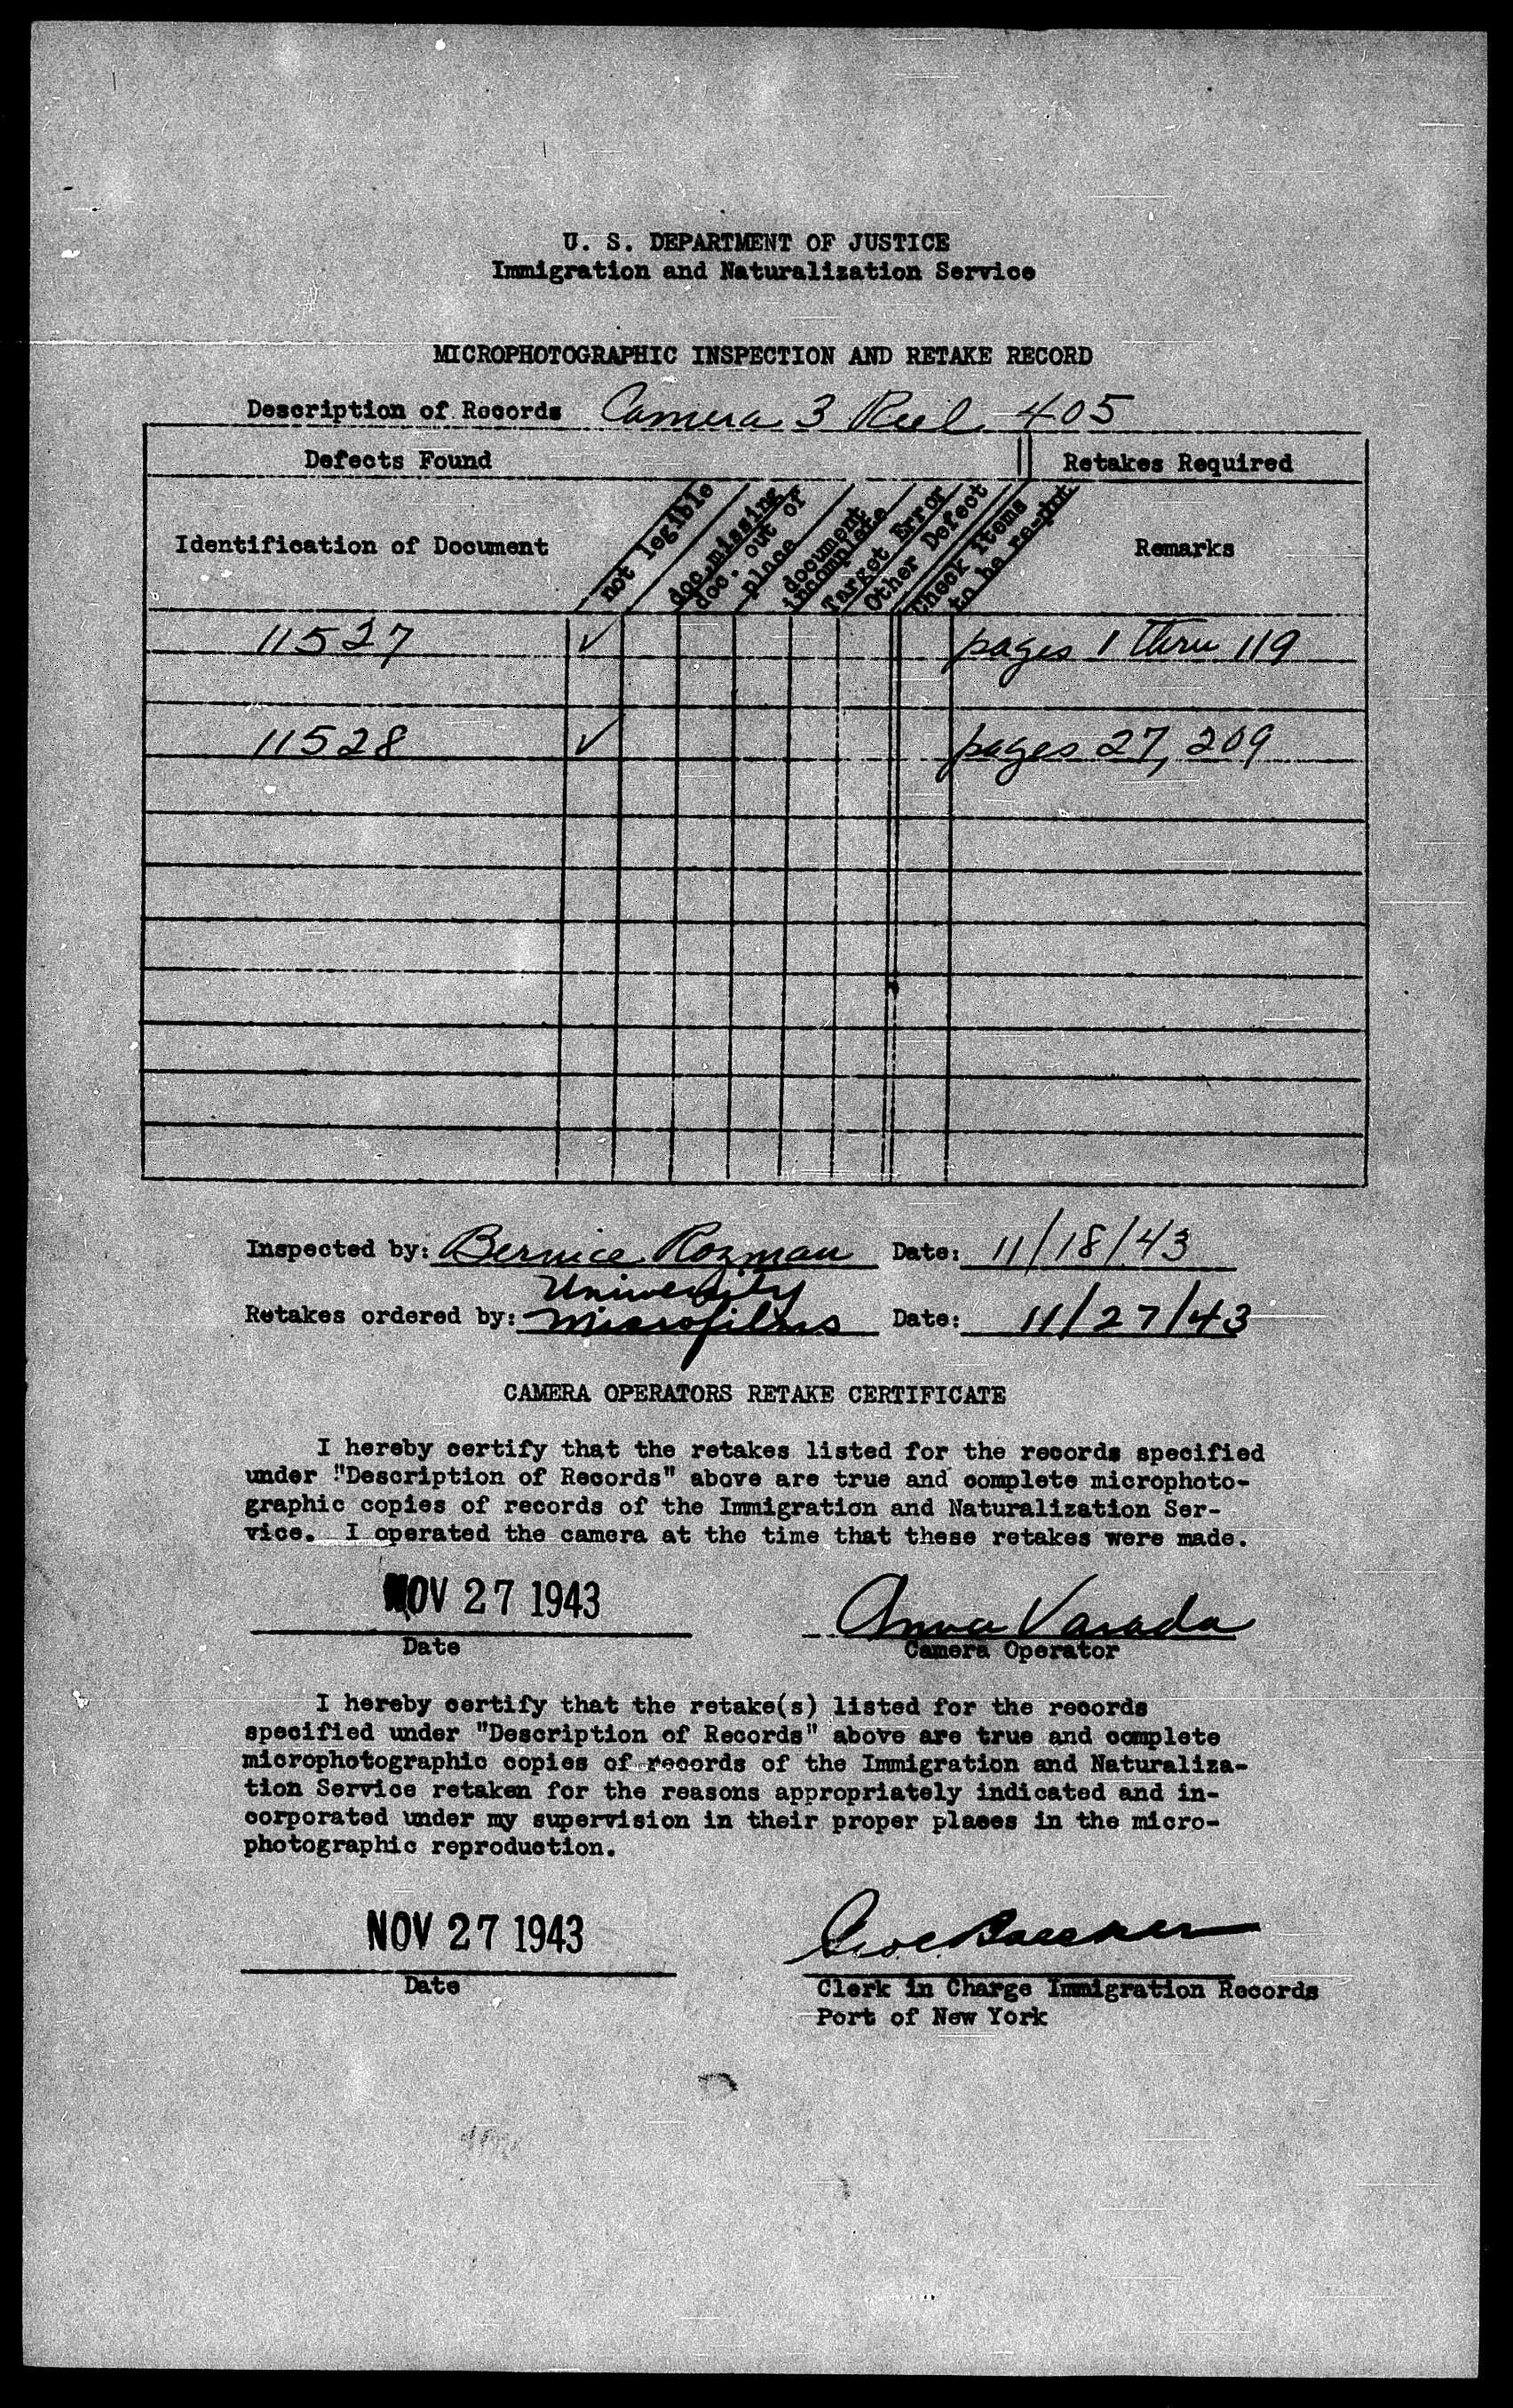 U. S. DEPARTMENT OF JUSTICE
Immigration and Naturalization Service
MICROPHOTOGRAPHIC INSPECTION AND RETAKE RECORD
Description of Records Camera 3 Reel 405
Defects Found
Retakes Required
Identification of Document
not legible
doc. missing
doc. out of
place
document
incomplete
Target Error
Other Defect
Check items
to be re-phot
Remarks
11527 ✓ pages 1 thru 119
11528 ✓ pages 27, 209
Inspected by: Bernice Rozman Date: 11/18/43
University
Retakes ordered by: Microfilms Date: 11/27/43
CAMERA OPERATORS RETAKE CERTIFICATE
I hereby certify that the retakes listed for the records specified
under "Description of Records" above are true and complete microphoto-
graphic copies of records of the Immigration and Naturalization Ser-
vice. I operated the camera at the time that these retakes were made.
NOV 27 1943 Anna Varada
Date Camera Operator
I hereby certify that the retake(s) listed for the records
specified under "Description of Records" above are true and complete
microphotographic copies of records of the Immigration and Naturaliza-
tion Service retaken for the reasons appropriately indicated and in-
corporated under my supervision in their proper places in the micro-
photographic reproduction.
NOV 27 1943
Date
Clerk in Charge Immigration Records
Port of New York